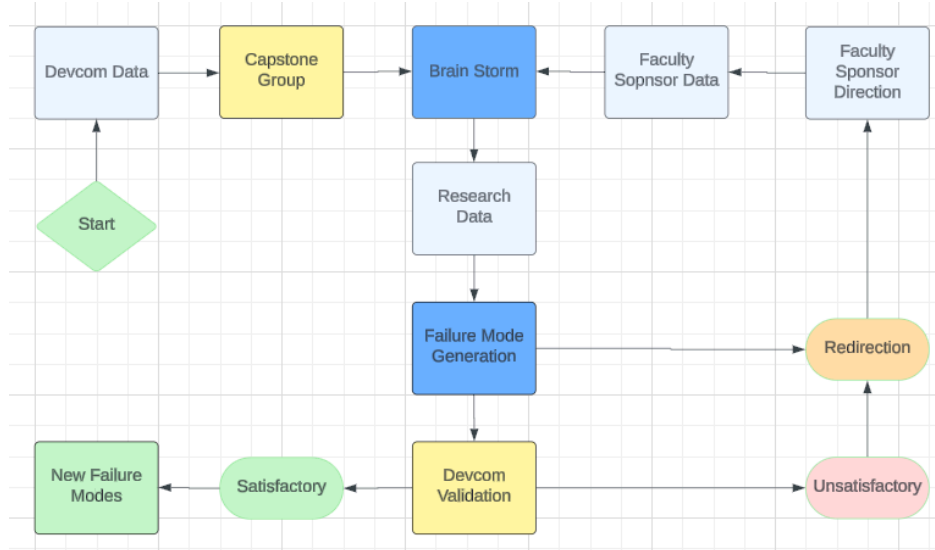 Devcom Data
Capstone
Group
Brain Storm
Faculty
Sopnsor Data
Faculty
Sponsor
Direction
Start
Research
Data
Failure Mode
Generation
Redirection
New Failure
Modes
Satisfactory
Devcom
Validation
Unsatisfactory